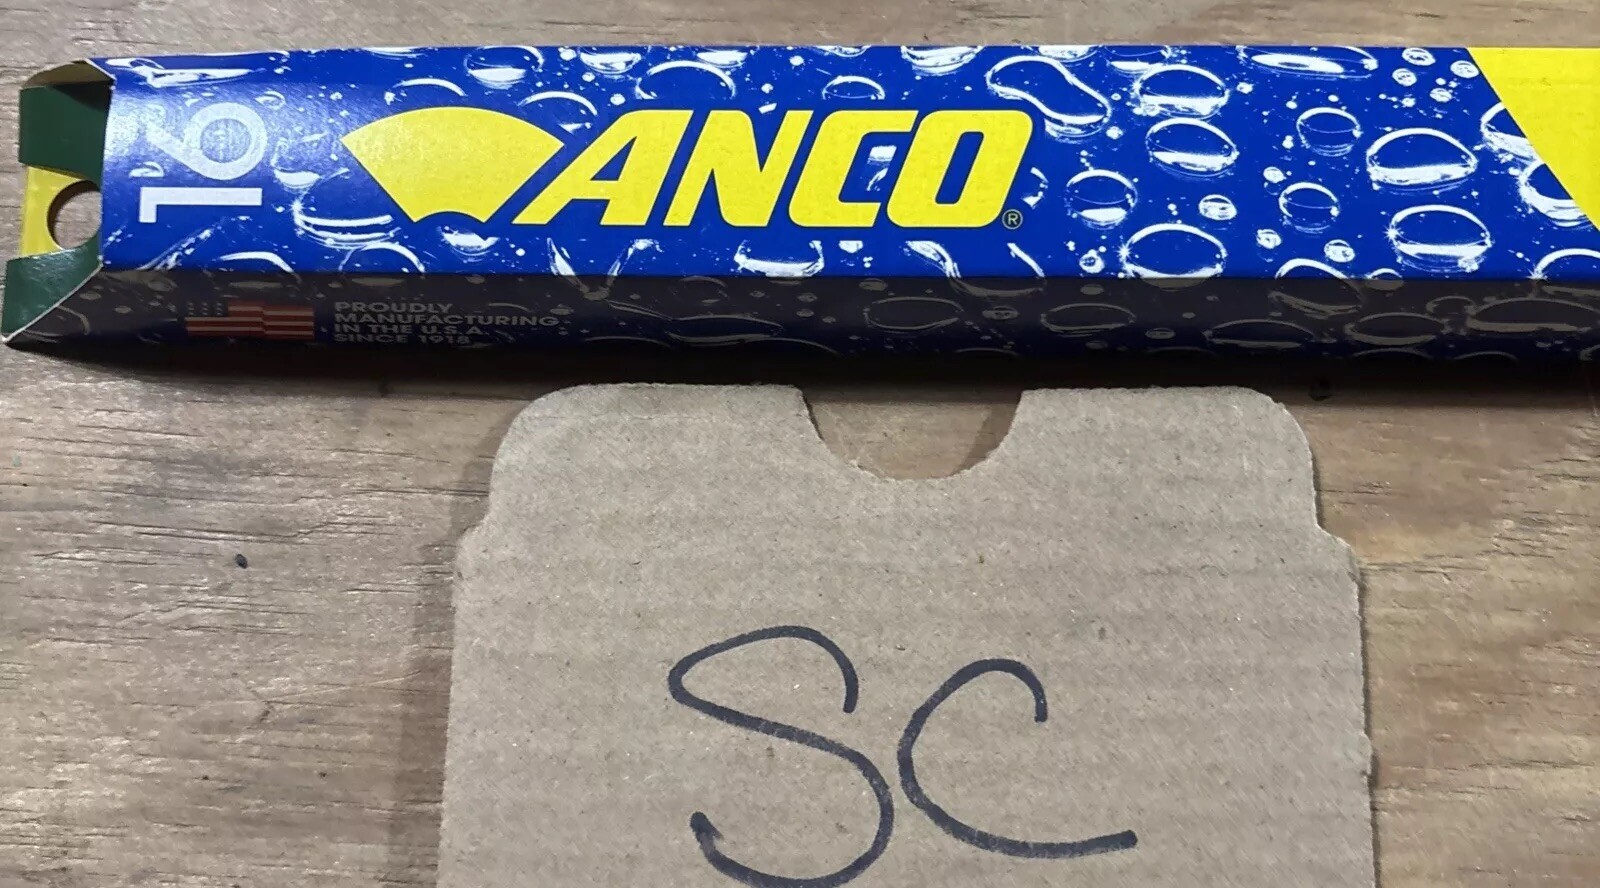 16
ANCO®
PROUDLY
MANUFACTURING
IN THE U.S.A.
SINCE 1918
SC